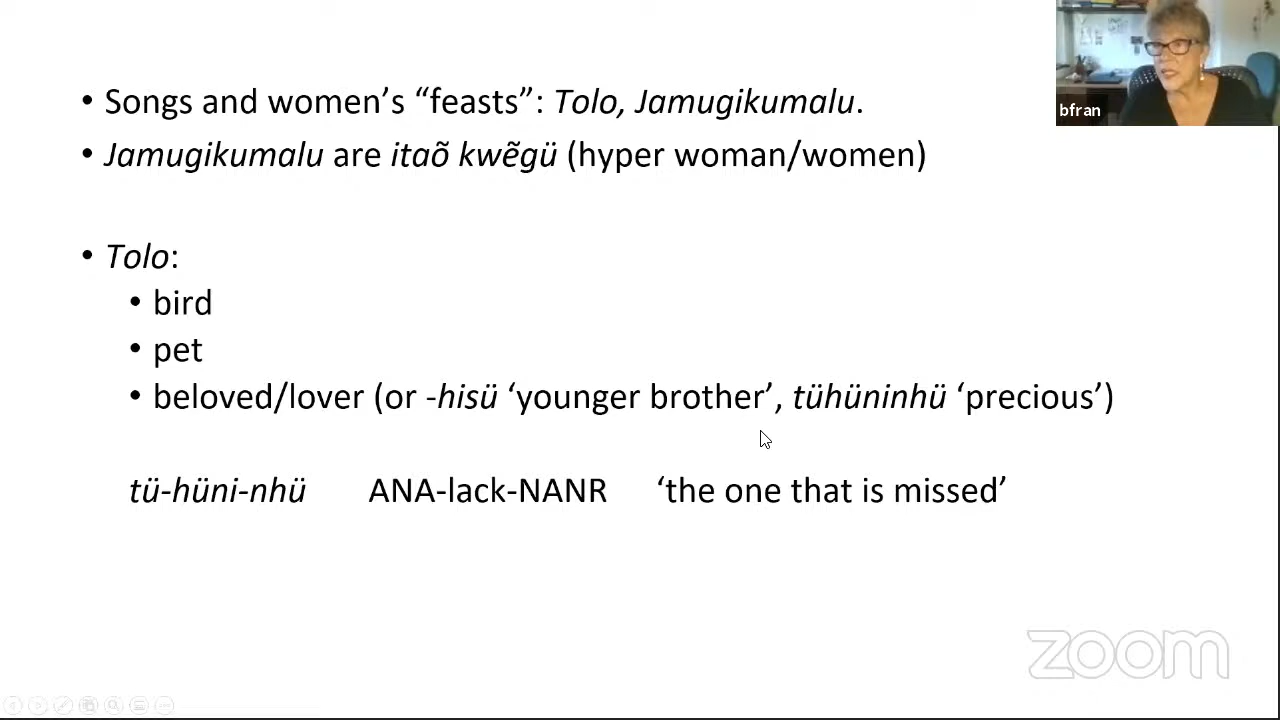 • Songs and women’s “feasts”: Tolo, Jamugikumalu.
• Jamugikumalu are itaõ kwẽgü (hyper woman/women)
• Tolo:
• bird
• pet
• beloved/lover (or -hisü ‘younger brother’, tühüninhü ‘precious’)
tü-hüni-nhü ANA-lack-NANR ‘the one that is missed’
bfran
zoom